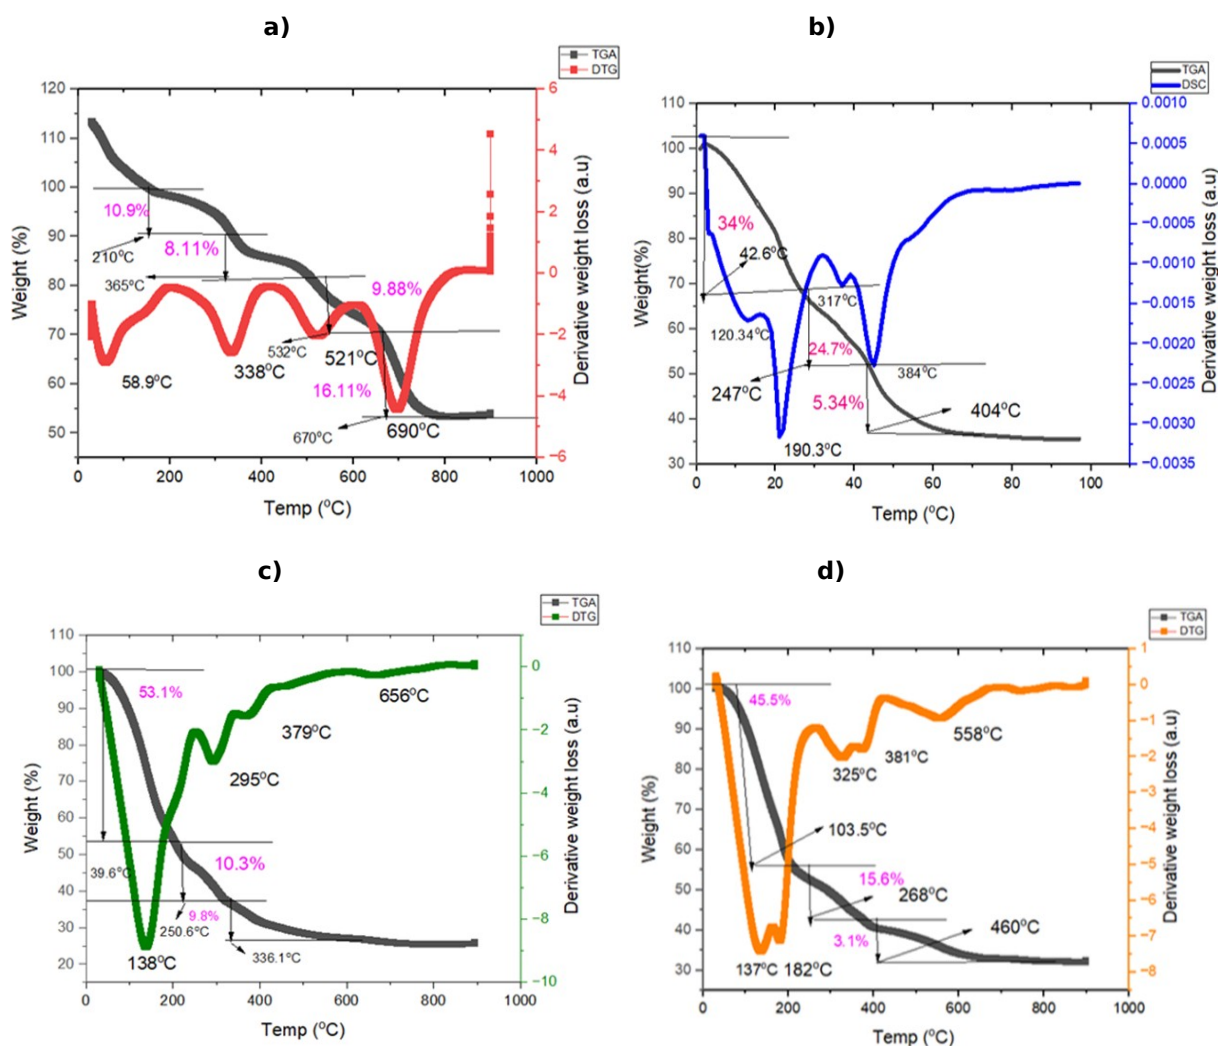 a)
b)
TGA
DTG
120
110
100
90
80
70
60
50
0
200
400
600
800
1000
Temp (°C)
Weight (%)
6
4
2
0
−2
−4
−6
Derivative weight loss (a.u)
10.9%
210°C
8.11%
365°C
9.88%
532°C
521°C
58.9°C
338°C
16.11%
670°C
690°C
TGA
DSC
110
100
90
80
70
60
50
40
30
0
20
40
60
80
100
Temp (°C)
Weight(%)
0.0010
0.0005
0.0000
−0.0005
−0.0010
−0.0015
−0.0020
−0.0025
−0.0030
−0.0035
Derivative weight loss (a.u)
34%
42.6°C
317°C
120.34°C
24.7%
247°C
384°C
5.34%
404°C
190.3°C
c)
d)
TGA
DTG
110
100
90
80
70
60
50
40
30
20
0
200
400
600
800
1000
Temp (°C)
Weight (%)
0
−2
−4
−6
−8
−10
Derivative weight loss (a.u)
53.1%
656°C
379°C
295°C
10.3%
39.6°C
9.8%
250.6°C
336.1°C
138°C
TGA
DTG
110
100
90
80
70
60
50
40
30
0
200
400
600
800
1000
Temp (°C)
Weight (%)
1
0
−1
−2
−3
−4
−5
−6
−7
−8
Derivative weight loss (a.u)
45.5%
558°C
381°C
325°C
103.5°C
15.6%
268°C
460°C
3.1%
137°C
182°C